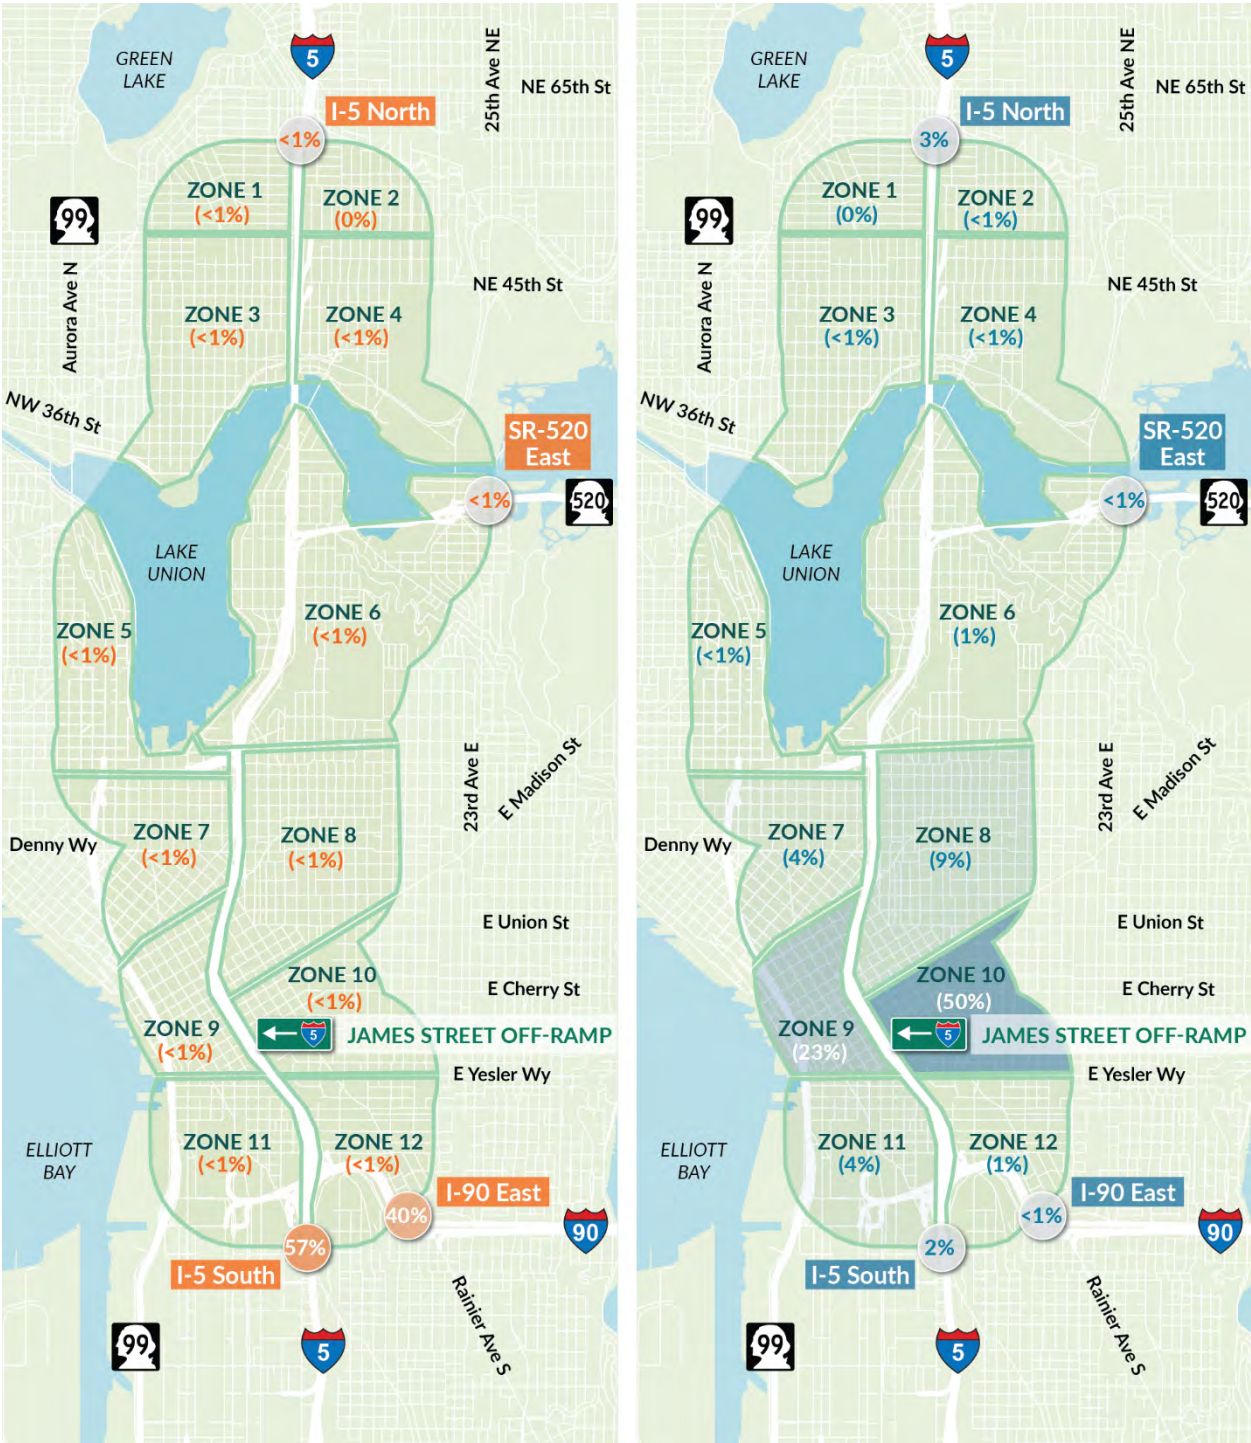 GREEN
LAKE
5
25th Ave NE
NE 65th St
I-5 North
<1%
ZONE 1
(<1%)
ZONE 2
(0%)
99
Aurora Ave N
NE 45th St
ZONE 3
(<1%)
ZONE 4
(<1%)
NW 36th St
SR-520
East
<1%
520
LAKE
UNION
ZONE 5
(<1%)
ZONE 6
(<1%)
23rd Ave E
E Madison St
Denny Wy
ZONE 7
(<1%)
ZONE 8
(<1%)
E Union St
ZONE 10
(<1%)
E Cherry St
ZONE 9
(<1%)
5
JAMES STREET OFF-RAMP
E Yesler Wy
ELLIOTT
BAY
ZONE 11
(<1%)
ZONE 12
(<1%)
I-90 East
40%
90
57%
I-5 South
Rainier Ave S
99
5
GREEN
LAKE
5
25th Ave NE
NE 65th St
I-5 North
3%
ZONE 1
(0%)
ZONE 2
(<1%)
99
Aurora Ave N
NE 45th St
ZONE 3
(<1%)
ZONE 4
(<1%)
NW 36th St
SR-520
East
<1%
520
LAKE
UNION
ZONE 5
(<1%)
ZONE 6
(1%)
23rd Ave E
E Madison St
Denny Wy
ZONE 7
(4%)
ZONE 8
(9%)
E Union St
ZONE 10
(50%)
E Cherry St
ZONE 9
(23%)
5
JAMES STREET OFF-RAMP
E Yesler Wy
ELLIOTT
BAY
ZONE 11
(4%)
ZONE 12
(1%)
I-90 East
<1%
90
2%
I-5 South
Rainier Ave S
99
5